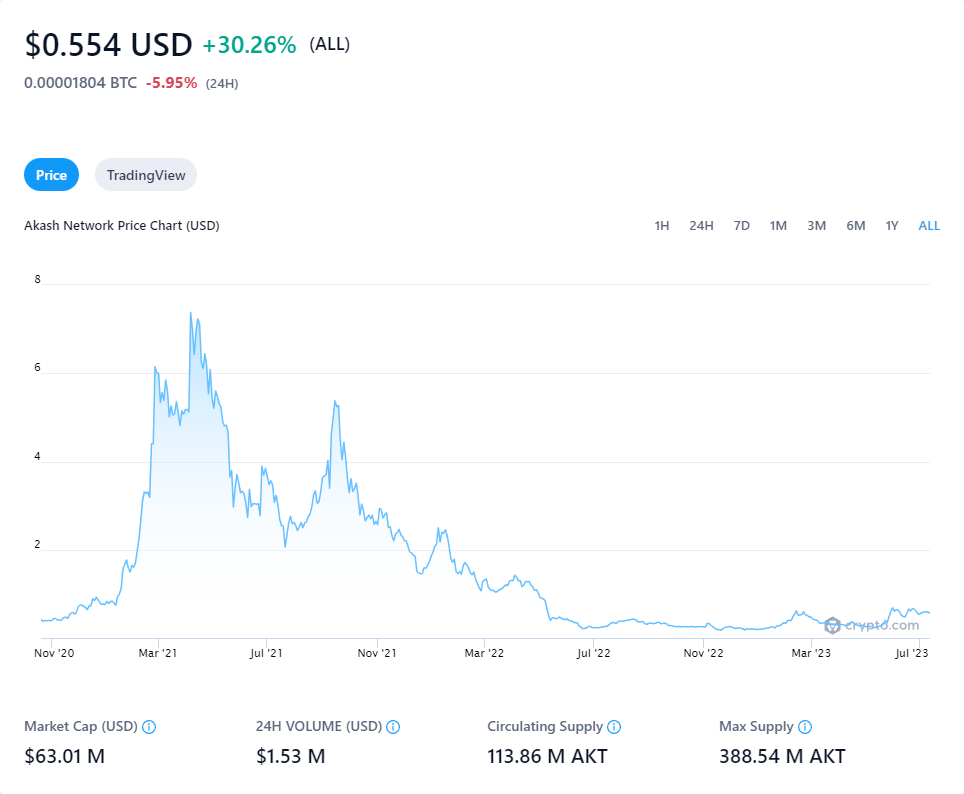 $0.554 USD +30.26% (ALL)
0.00001804 BTC -5.95% (24H)
Price TradingView
Akash Network Price Chart (USD) 1H 24H 7D 1M 3M 6M 1Y ALL
8
6
4
2
crypto.com
Nov '20 Mar '21 Jul '21 Nov '21 Mar '22 Jul '22 Nov '22 Mar '23 Jul '23
Market Cap (USD) 24H VOLUME (USD) Circulating Supply Max Supply
$63.01 M $1.53 M 113.86 M AKT 388.54 M AKT